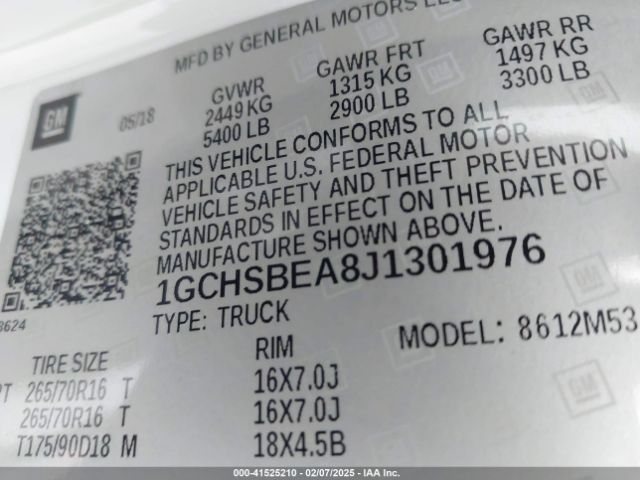 MFD BY GENERAL MOTORS LLC
GM
05/18
GVWR
2449 KG
5400 LB
GAWR FRT
1315 KG
2900 LB
GAWR RR
1497 KG
3300 LB
THIS VEHICLE CONFORMS TO ALL
APPLICABLE U.S. FEDERAL MOTOR
VEHICLE SAFETY AND THEFT PREVENTION
STANDARDS IN EFFECT ON THE DATE OF
MANUFACTURE SHOWN ABOVE.
1GCHSBEA8J1301976
8624
TYPE: TRUCK
MODEL: 8612M53
TIRE SIZE
RIM
265/70R16 T
16X7.0J
265/70R16 T
16X7.0J
T175/90D18 M
18X4.5B
000-41525210 - 02/07/2025 - IAA Inc.